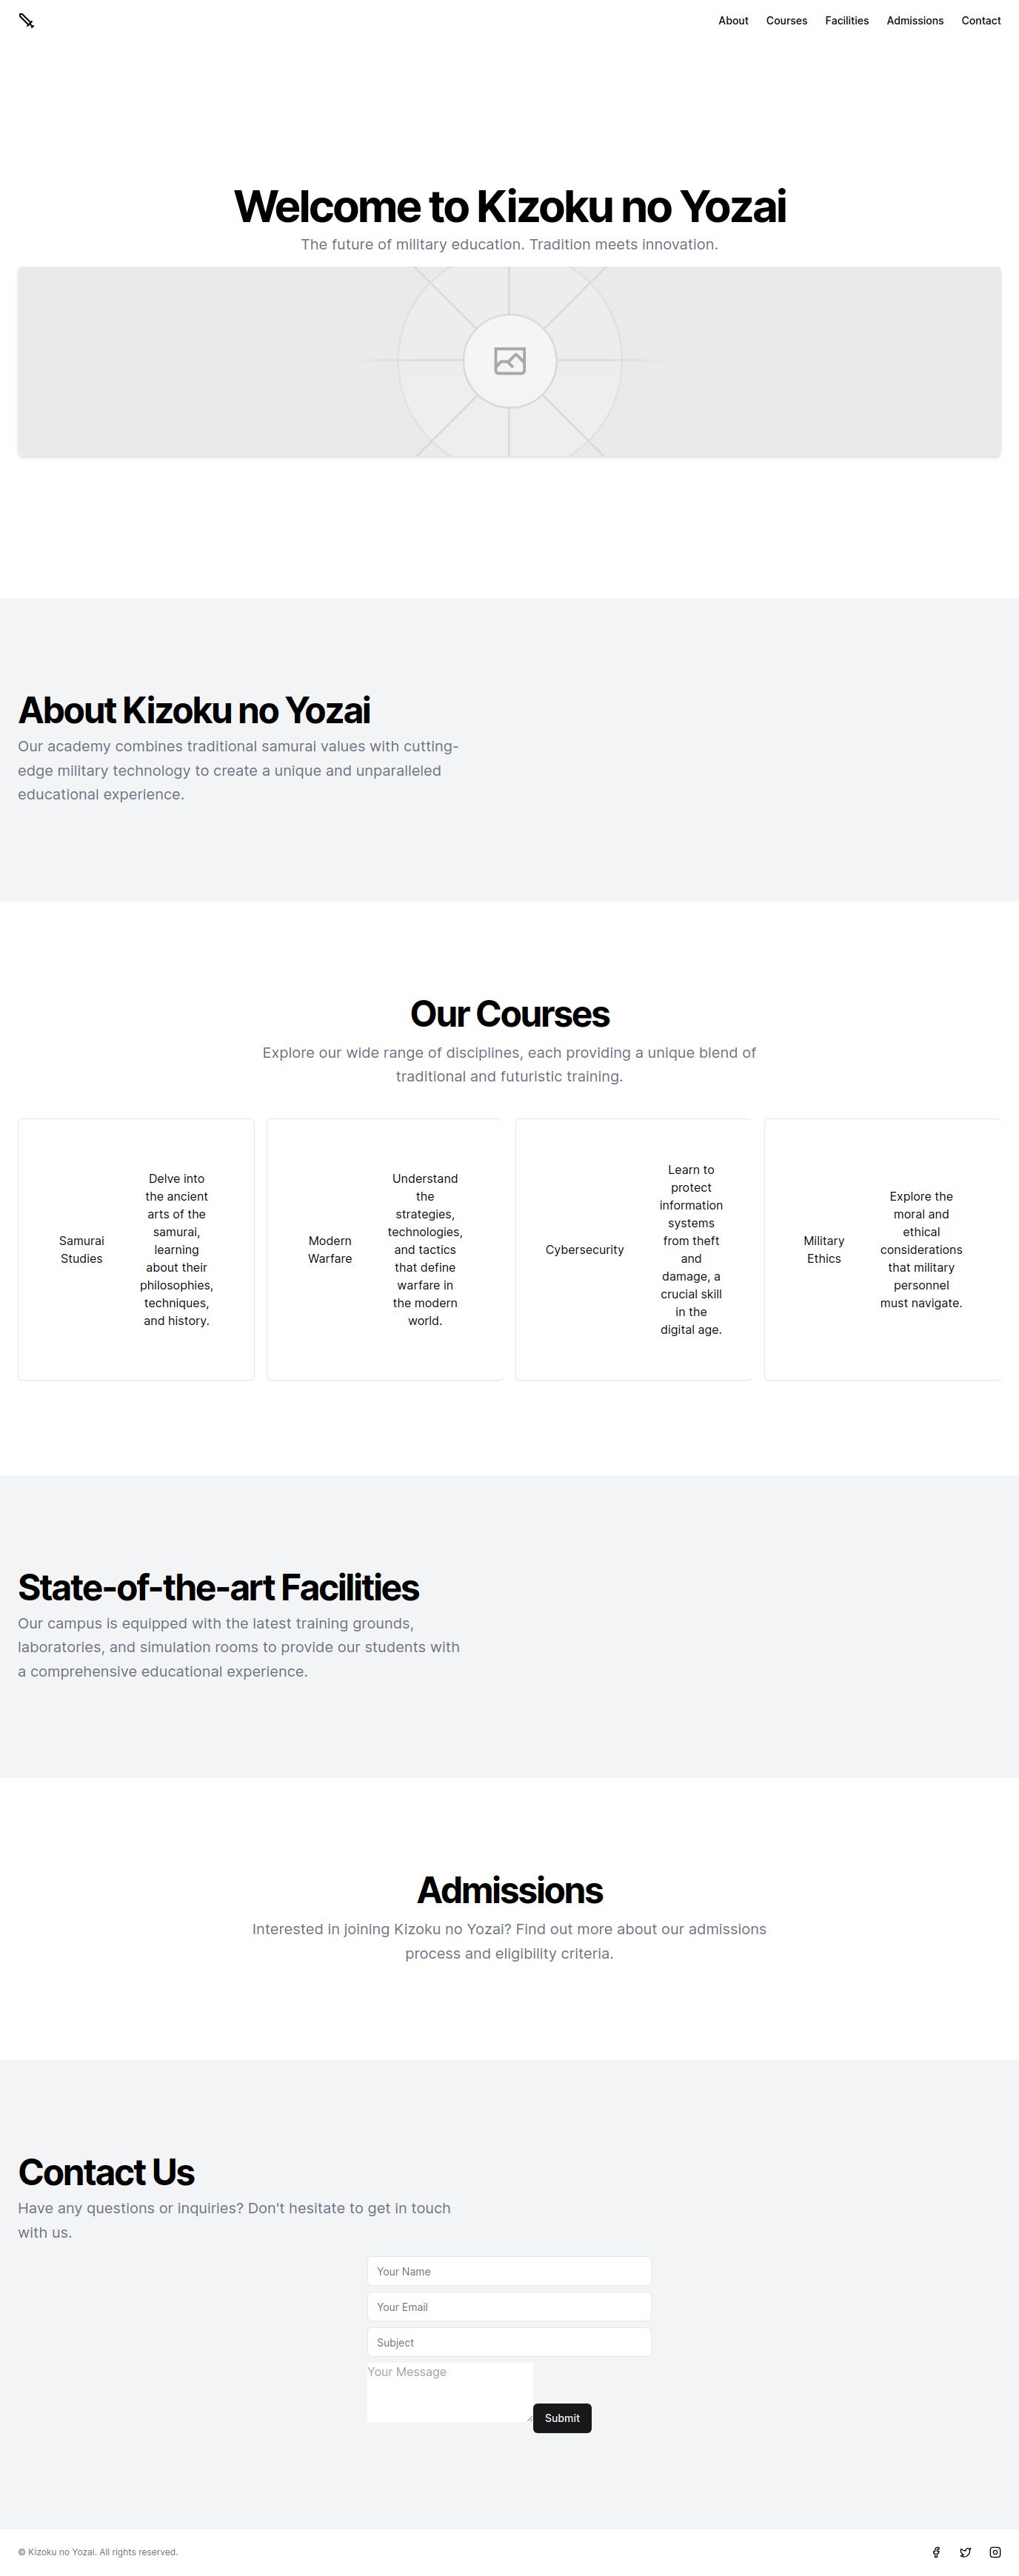 About Courses Facilities Admissions Contact
Welcome to Kizoku no Yozai
The future of military education. Tradition meets innovation.
About Kizoku no Yozai
Our academy combines traditional samurai values with cutting-
edge military technology to create a unique and unparalleled
educational experience.
Our Courses
Explore our wide range of disciplines, each providing a unique blend of
traditional and futuristic training.
Samurai
Studies
Delve into
the ancient
arts of the
samurai,
learning
about their
philosophies,
techniques,
and history.
Modern
Warfare
Understand
the
strategies,
technologies,
and tactics
that define
warfare in
the modern
world.
Cybersecurity
Learn to
protect
information
systems
from theft
and
damage, a
crucial skill
in the
digital age.
Military
Ethics
Explore the
moral and
ethical
considerations
that military
personnel
must navigate.
State-of-the-art Facilities
Our campus is equipped with the latest training grounds,
laboratories, and simulation rooms to provide our students with
a comprehensive educational experience.
Admissions
Interested in joining Kizoku no Yozai? Find out more about our admissions
process and eligibility criteria.
Contact Us
Have any questions or inquiries? Don't hesitate to get in touch
with us.
Your Name
Your Email
Subject
Your Message
Submit
© Kizoku no Yozai. All rights reserved.